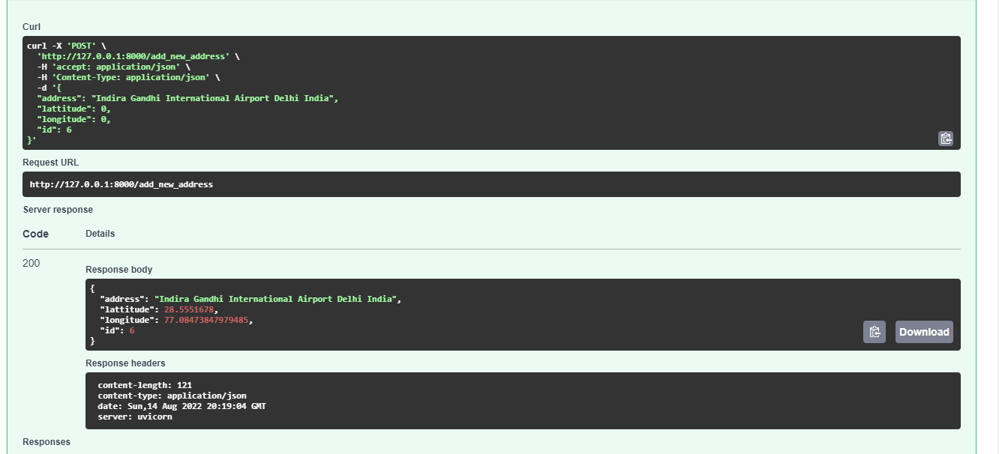 Curl
curl -X 'POST' \
'http://127.0.0.1:8000/add_new_address' \
-H 'accept: application/json' \
-H 'Content-Type: application/json' \
-d '{
"address": "Indira Gandhi International Airport Delhi India",
"lattitude": 0,
"longitude": 0,
"id": 6
}'
Request URL
http://127.0.0.1:8000/add_new_address
Server response
Code Details
200
Response body
{
"address": "Indira Gandhi International Airport Delhi India",
"lattitude": 28.5551678,
"longitude": 77.08473847979485,
"id": 6
}
Download
Response headers
content-length: 121
content-type: application/json
date: Sun,14 Aug 2022 20:19:04 GMT
server: uvicorn
Responses